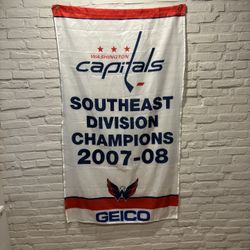 WASHINGTON
capitals
SOUTHEAST
DIVISION
CHAMPIONS
2007-08
GEICO